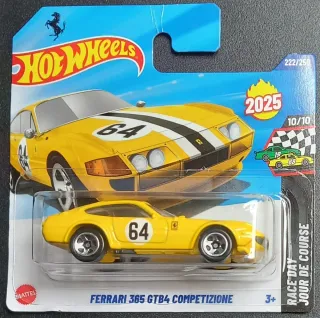 HOT WHEELS
222/250
2025
10/10
64
64
RACE DAY
JOUR DE COURSE
MATTEL
FERRARI 365 GTB4 COMPETIZIONE
3+